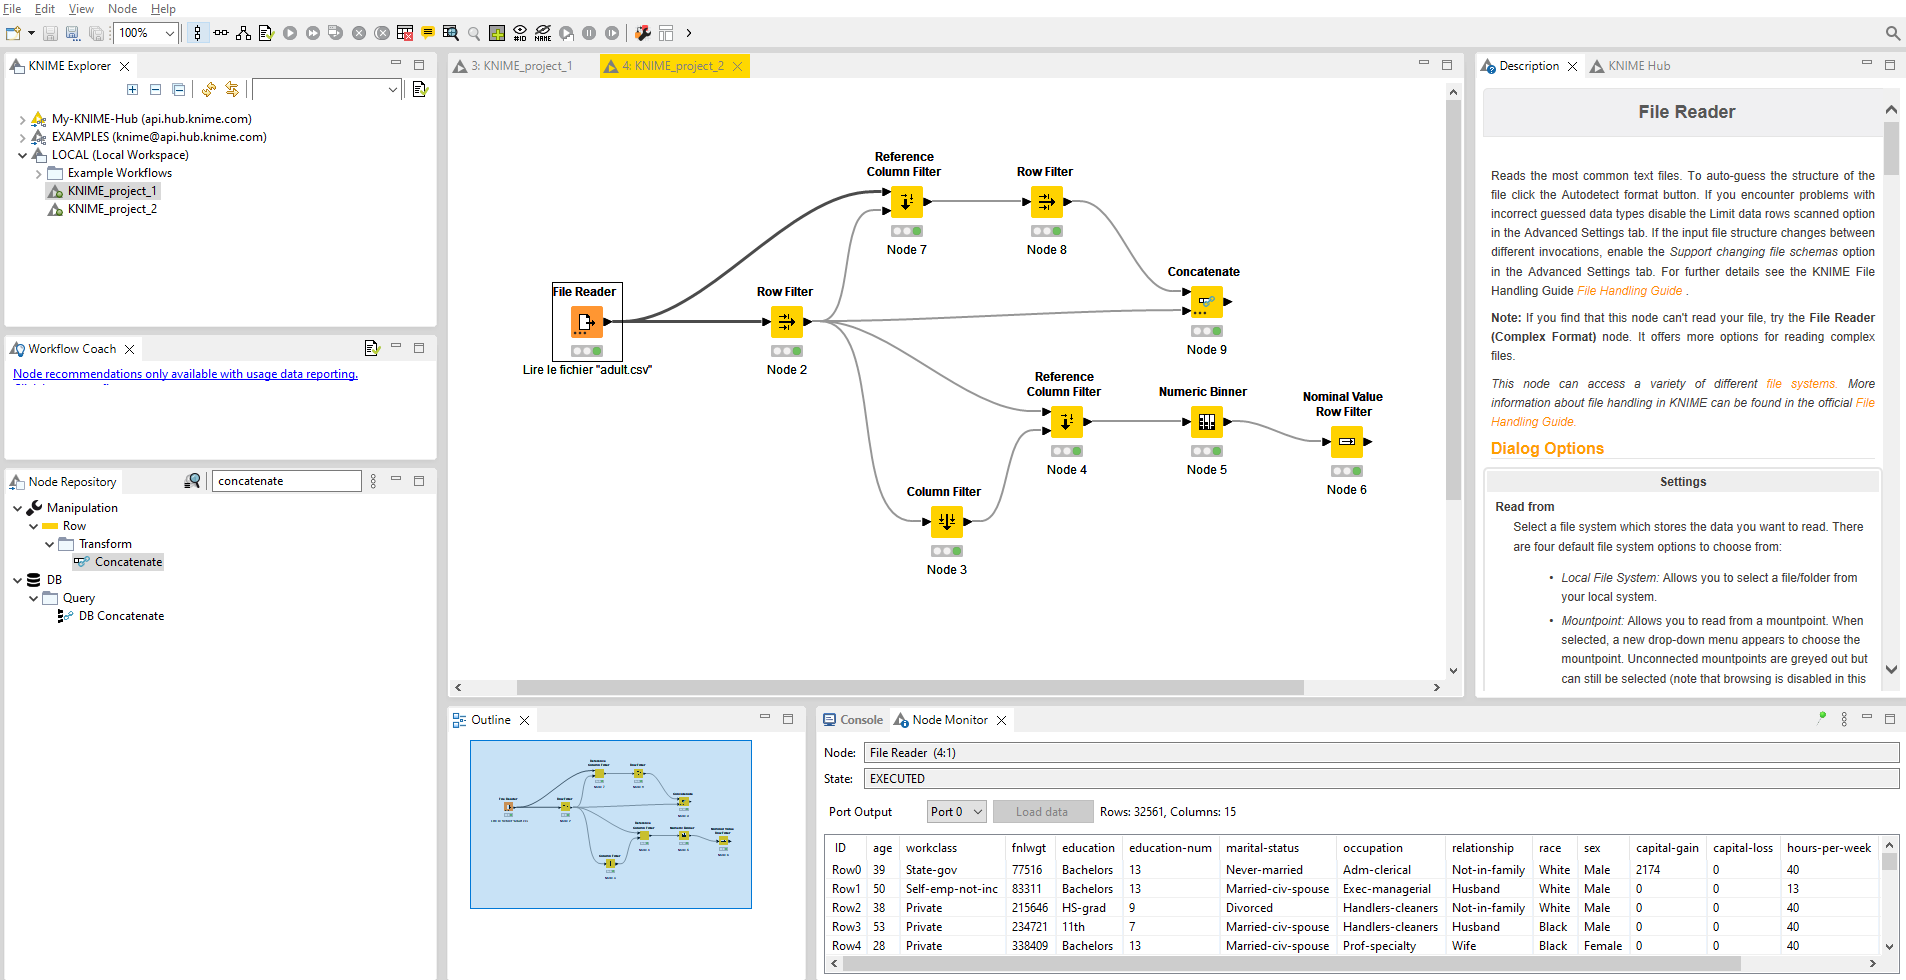 File Edit View Node Help
100%
KNIME Explorer
My-KNIME-Hub (api.hub.knime.com)
EXAMPLES (knime@api.hub.knime.com)
LOCAL (Local Workspace)
Example Workflows
KNIME_project_1
KNIME_project_2
Workflow Coach
Node recommendations only available with usage data reporting.
Node Repository
concatenate
Manipulation
Row
Transform
Concatenate
DB
Query
DB Concatenate
3: KNIME_project_1
4: KNIME_project_2
Reference
Column Filter
Node 7
Row Filter
Node 8
Concatenate
Node 9
File Reader
Lire le fichier "adult.csv"
Row Filter
Node 2
Reference
Column Filter
Node 4
Numeric Binner
Node 5
Nominal Value
Row Filter
Node 6
Column Filter
Node 3
Description
KNIME Hub
File Reader
Reads the most common text files. To auto-guess the structure of the
file click the Autodetect format button. If you encounter problems with
incorrect guessed data types disable the Limit data rows scanned option
in the Advanced Settings tab. If the input file structure changes between
different invocations, enable the Support changing file schemas option
in the Advanced Settings tab. For further details see the KNIME File
Handling Guide File Handling Guide .
Note: If you find that this node can't read your file, try the File Reader
(Complex Format) node. It offers more options for reading complex
files.
This node can access a variety of different file systems. More
information about file handling in KNIME can be found in the official File
Handling Guide.
Dialog Options
Settings
Read from
Select a file system which stores the data you want to read. There
are four default file system options to choose from:
• Local File System: Allows you to select a file/folder from
your local system.
• Mountpoint: Allows you to read from a mountpoint. When
selected, a new drop-down menu appears to choose the
mountpoint. Unconnected mountpoints are greyed out but
can still be selected (note that browsing is disabled in this
Outline
Console
Node Monitor
Node: File Reader (4:1)
State: EXECUTED
Port Output Port 0 Load data Rows: 32561, Columns: 15
ID age workclass fnlwgt education education-num marital-status occupation relationship race sex capital-gain capital-loss hours-per-week
Row0 39 State-gov 77516 Bachelors 13 Never-married Adm-clerical Not-in-family White Male 2174 0 40
Row1 50 Self-emp-not-inc 83311 Bachelors 13 Married-civ-spouse Exec-managerial Husband White Male 0 0 13
Row2 38 Private 215646 HS-grad 9 Divorced Handlers-cleaners Not-in-family White Male 0 0 40
Row3 53 Private 234721 11th 7 Married-civ-spouse Handlers-cleaners Husband Black Male 0 0 40
Row4 28 Private 338409 Bachelors 13 Married-civ-spouse Prof-specialty Wife Black Female 0 0 40